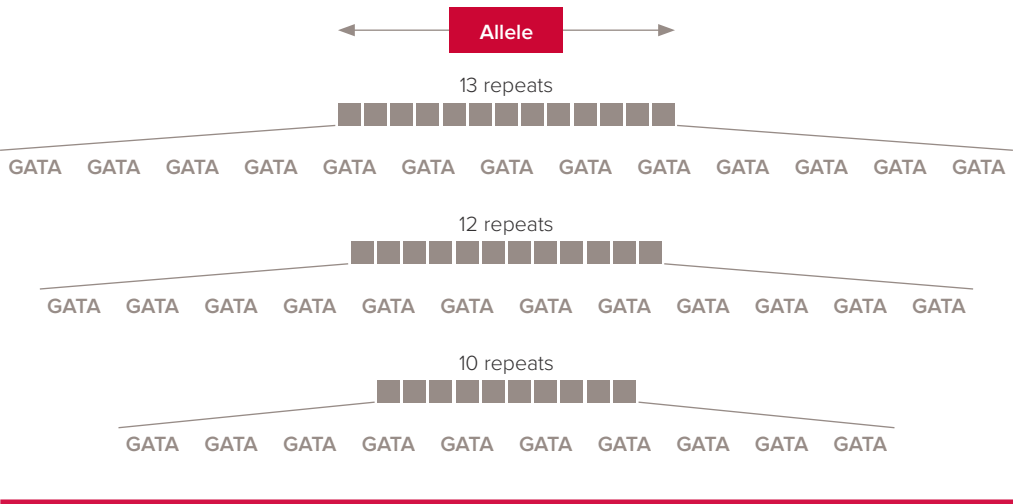 Allele
13 repeats
GATA GATA GATA GATA GATA GATA GATA GATA GATA GATA GATA GATA GATA
12 repeats
GATA GATA GATA GATA GATA GATA GATA GATA GATA GATA GATA GATA
10 repeats
GATA GATA GATA GATA GATA GATA GATA GATA GATA GATA